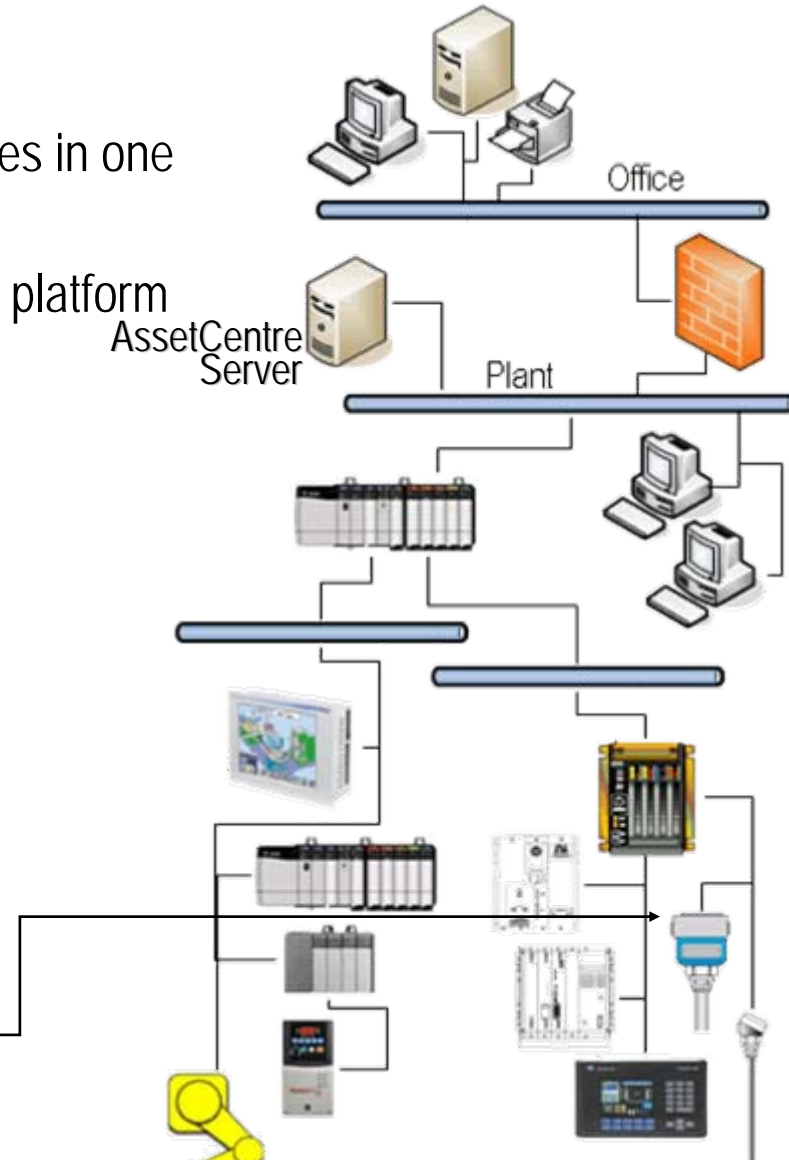 es in one
Office
platform
AssetCentre
Server
Plant